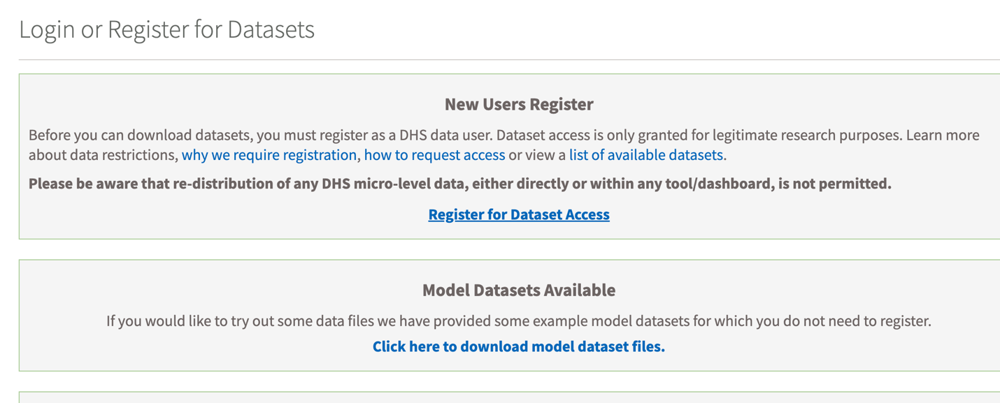 Login or Register for Datasets
New Users Register
Before you can download datasets, you must register as a DHS data user. Dataset access is only granted for legitimate research purposes. Learn more
about data restrictions, why we require registration, how to request access or view a list of available datasets.
Please be aware that re-distribution of any DHS micro-level data, either directly or within any tool/dashboard, is not permitted.
Register for Dataset Access
Model Datasets Available
If you would like to try out some data files we have provided some example model datasets for which you do not need to register.
Click here to download model dataset files.